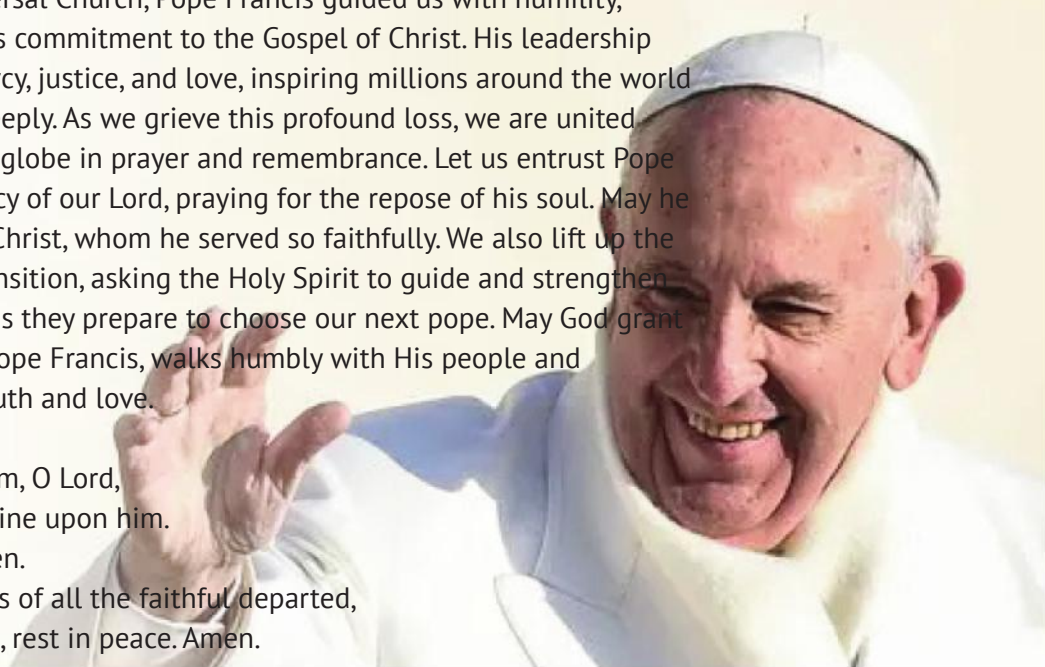 ersal Church, Pope Francis guided us with humility,
s commitment to the Gospel of Christ. His leadership
cy, justice, and love, inspiring millions around the world
eply. As we grieve this profound loss, we are united
globe in prayer and remembrance. Let us entrust Pope
cy of our Lord, praying for the repose of his soul. May he
Christ, whom he served so faithfully. We also lift up the
nsition, asking the Holy Spirit to guide and strengthen
s they prepare to choose our next pope. May God grant
ope Francis, walks humbly with His people and
uth and love.
m, O Lord,
ine upon him.
en.
s of all the faithful departed,
, rest in peace. Amen.